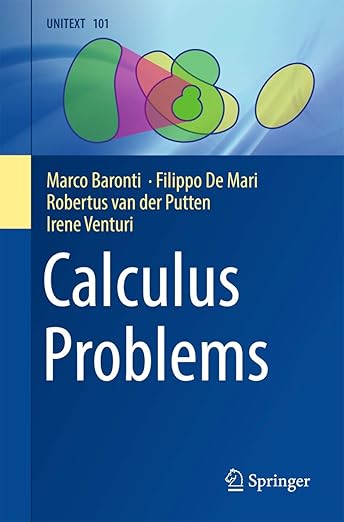 UNITEXT 101
Marco Baronti · Filippo De Mari
Robertus van der Putten
Irene Venturi
Calculus
Problems
Springer